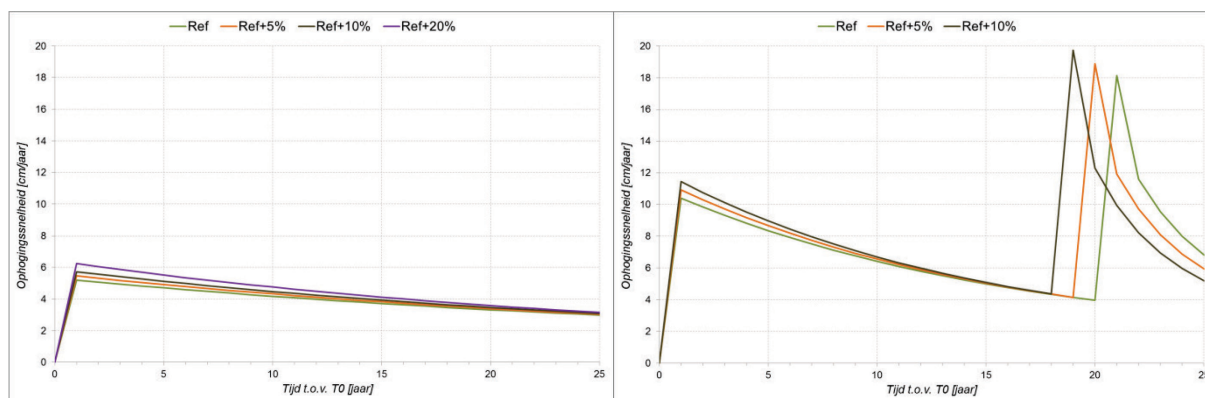 Ref Ref+5% Ref+10% Ref+20%
20
18
16
14
12
10
8
6
4
2
0
Ophogingssnelheid [cm/jaar]
0 5 10 15 20 25
Tijd t.o.v. T0 [jaar]
Ref Ref+5% Ref+10%
20
18
16
14
12
10
8
6
4
2
0
Ophogingssnelheid [cm/jaar]
0 5 10 15 20 25
Tijd t.o.v. T0 [jaar]